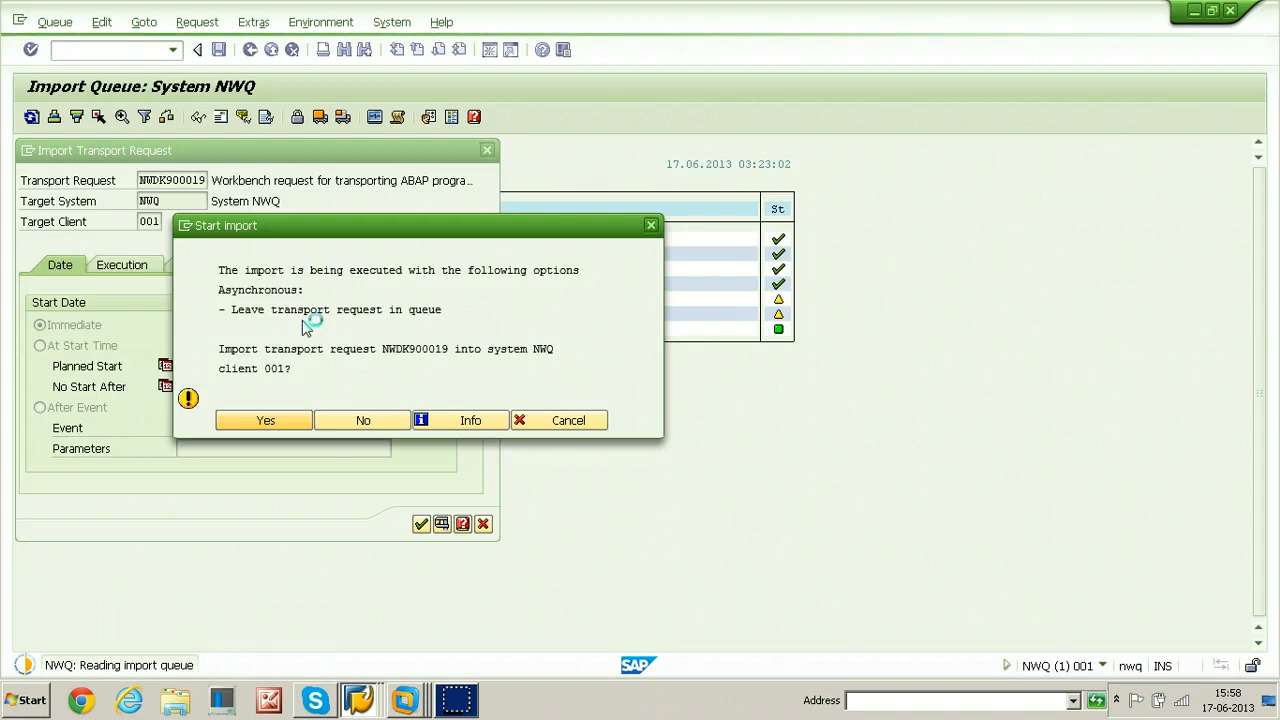 Queue Edit Goto Request Extras Environment System Help
Import Queue: System NWQ
Import Transport Request
17.06.2013 03:23:02
Transport Request NWDK900019 Workbench request for transporting ABAP progra...
Target System NWQ System NWQ
St
Target Client 001
Start import
Date Execution
The import is being executed with the following options
Asynchronous:
- Leave transport request in queue
Start Date
Immediate
At Start Time
Import transport request NWDK900019 into system NWQ
client 001?
Planned Start
No Start After
After Event
Yes No Info Cancel
Event
Parameters
NWQ: Reading import queue
SAP
NWQ (1) 001 nwq INS
Start
Address
15:58
17-06-2013